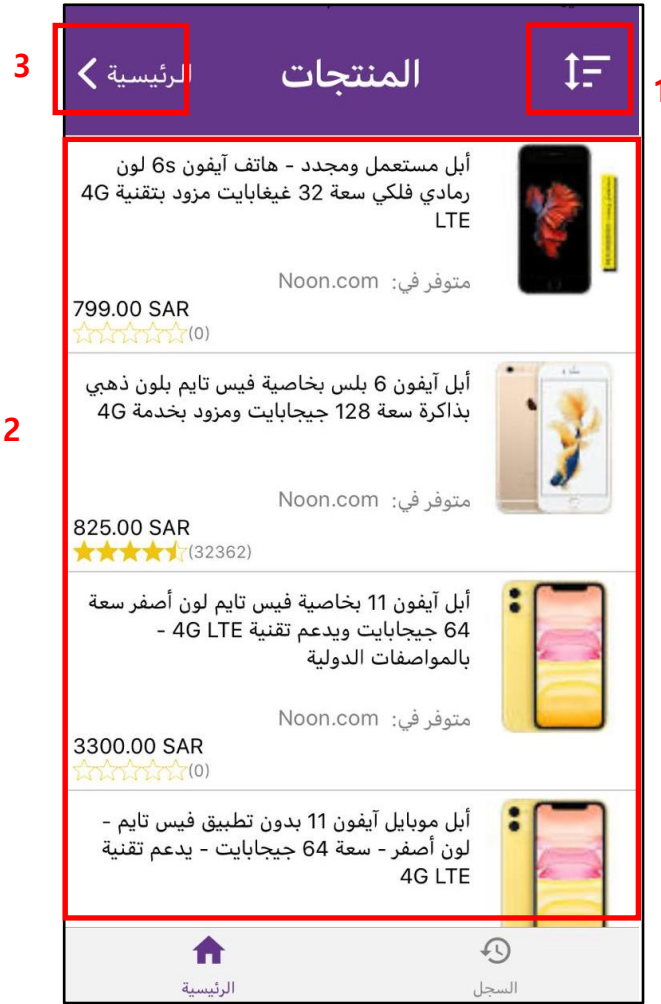 3
الرئيسية
المنتجات
1
2
أبل مستعمل ومجدد - هاتف آيفون 6s لون
رمادي فلكي سعة 32 غيغابايت مزود بتقنية 4G
LTE
متوفر في: Noon.com
799.00 SAR
(0)
أبل آيفون 6 بلس بخاصية فيس تايم بلون ذهبي
بذاكرة سعة 128 جيجابايت ومزود بخدمة 4G
متوفر في: Noon.com
825.00 SAR
(32362)
أبل آيفون 11 بخاصية فيس تايم لون أصفر سعة
64 جيجابايت ويدعم تقنية 4G LTE -
بالمواصفات الدولية
متوفر في: Noon.com
3300.00 SAR
(0)
أبل موبايل آيفون 11 بدون تطبيق فيس تايم -
لون أصفر - سعة 64 جيجابايت - يدعم تقنية
4G LTE
السجل
الرئيسية